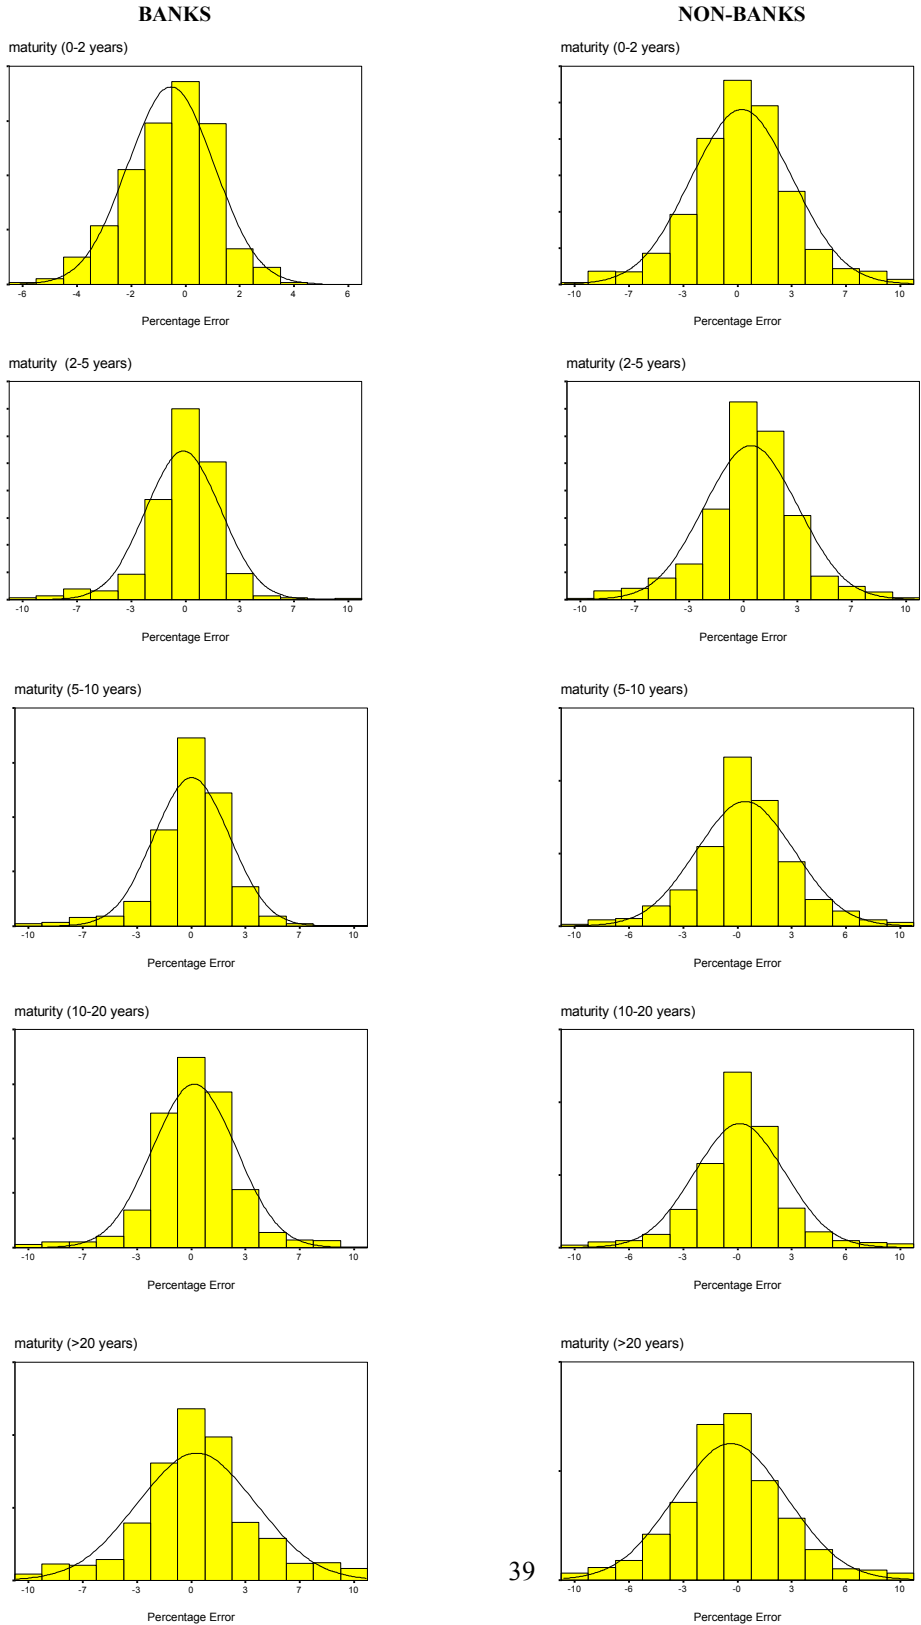 BANKS
NON-BANKS
maturity (0-2 years)
maturity (0-2 years)
-6 -4 -2 0 2 4 6
-10 -7 -3 0 3 7 10
Percentage Error
Percentage Error
maturity (2-5 years)
maturity (2-5 years)
-10 -7 -3 0 3 7 10
-10 -7 -3 0 3 7 10
Percentage Error
Percentage Error
maturity (5-10 years)
maturity (5-10 years)
-10 -7 -3 0 3 7 10
-10 -6 -3 -0 3 6 10
Percentage Error
Percentage Error
maturity (10-20 years)
maturity (10-20 years)
-10 -7 -3 0 3 7 10
-10 -6 -3 -0 3 6 10
Percentage Error
Percentage Error
maturity (>20 years)
maturity (>20 years)
39
-10 -7 -3 0 3 7 10
-10 -6 -3 -0 3 6 10
Percentage Error
Percentage Error